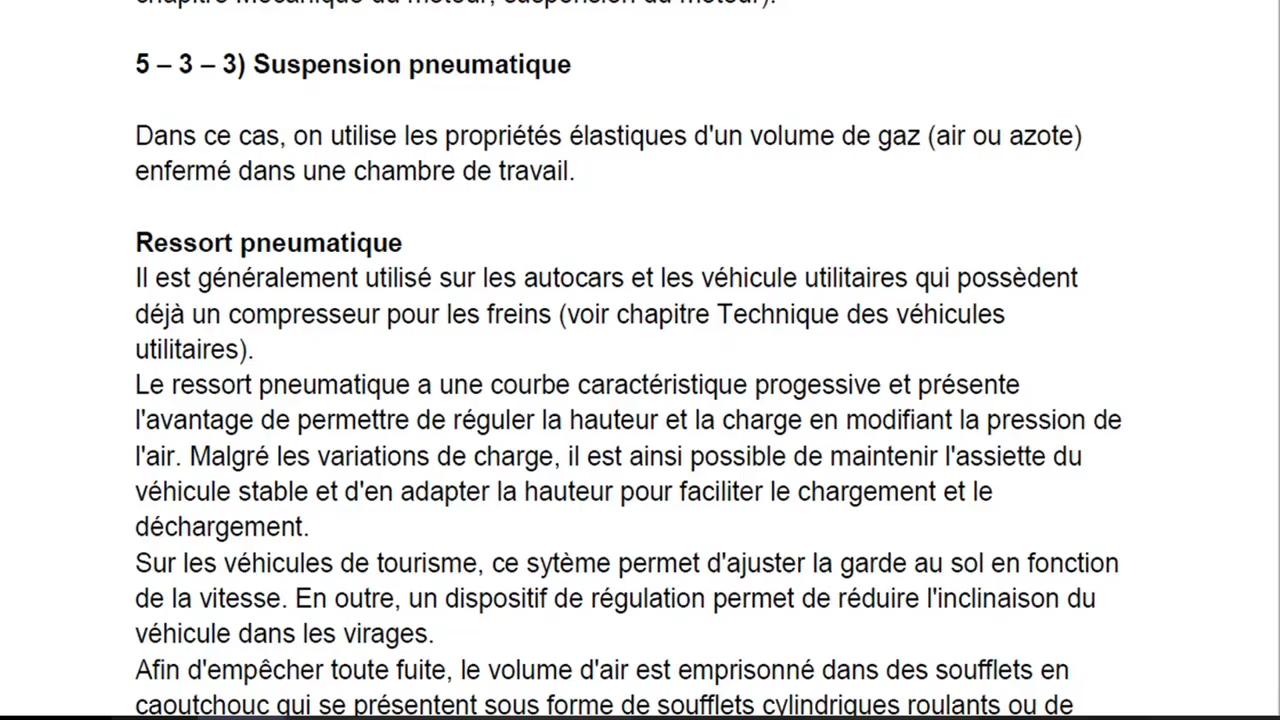 chapitre Mécanique du moteur, suspension du moteur).
5 – 3 – 3) Suspension pneumatique
Dans ce cas, on utilise les propriétés élastiques d'un volume de gaz (air ou azote)
enfermé dans une chambre de travail.
Ressort pneumatique
Il est généralement utilisé sur les autocars et les véhicule utilitaires qui possèdent
déjà un compresseur pour les freins (voir chapitre Technique des véhicules
utilitaires).
Le ressort pneumatique a une courbe caractéristique progessive et présente
l'avantage de permettre de réguler la hauteur et la charge en modifiant la pression de
l'air. Malgré les variations de charge, il est ainsi possible de maintenir l'assiette du
véhicule stable et d'en adapter la hauteur pour faciliter le chargement et le
déchargement.
Sur les véhicules de tourisme, ce sytème permet d'ajuster la garde au sol en fonction
de la vitesse. En outre, un dispositif de régulation permet de réduire l'inclinaison du
véhicule dans les virages.
Afin d'empêcher toute fuite, le volume d'air est emprisonné dans des soufflets en
caoutchouc qui se présentent sous forme de soufflets cylindriques roulants ou de